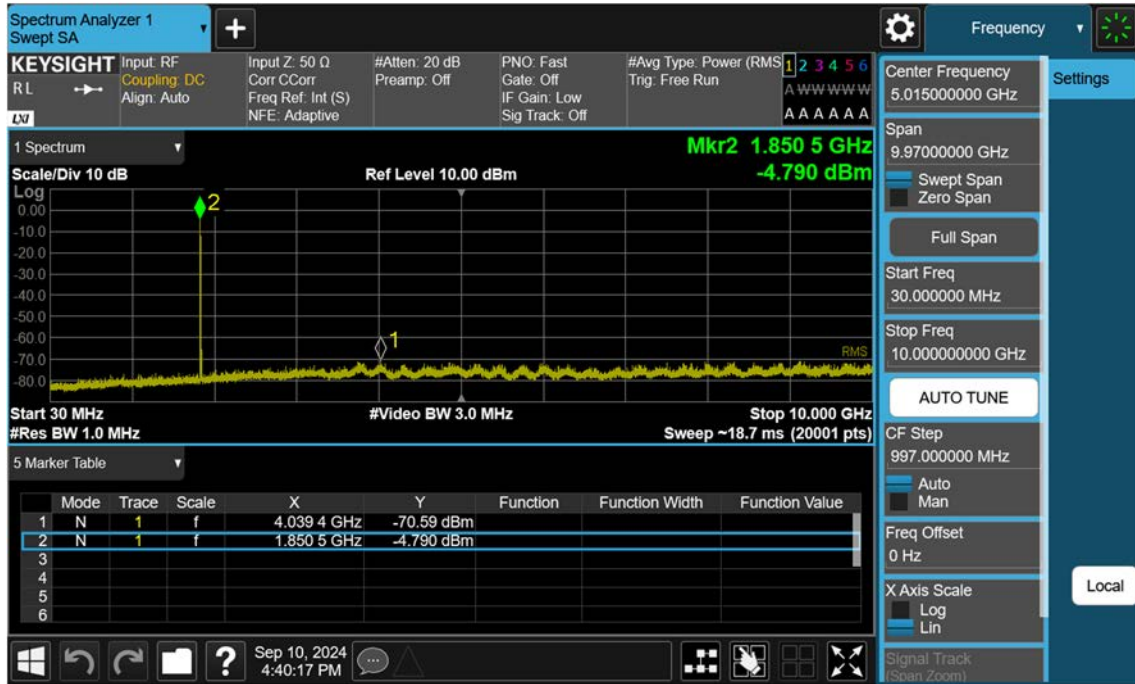 Spectrum Analyzer 1
Swept SA
+
Frequency
KEYSIGHT
R L
LXI
Input: RF
Coupling: DC
Align: Auto
Input Z: 50 Ω
Corr CCorr
Freq Ref: Int (S)
NFE: Adaptive
#Atten: 20 dB
Preamp: Off
PNO: Fast
Gate: Off
IF Gain: Low
Sig Track: Off
#Avg Type: Power (RMS
Trig: Free Run
1 2 3 4 5 6
A W W W W W
A A A A A A
1 Spectrum
Mkr2 1.850 5 GHz
-4.790 dBm
Scale/Div 10 dB
Ref Level 10.00 dBm
Log
0.00
-10.0
-20.0
-30.0
-40.0
-50.0
-60.0
-70.0
-80.0
2
1
RMS
Start 30 MHz
#Video BW 3.0 MHz
Stop 10.000 GHz
#Res BW 1.0 MHz
Sweep ~18.7 ms (20001 pts)
5 Marker Table
Mode Trace Scale X Y Function Function Width Function Value
1 N 1 f 4.039 4 GHz -70.59 dBm
2 N 1 f 1.850 5 GHz -4.790 dBm
3
4
5
6
?
Sep 10, 2024
4:40:17 PM
Center Frequency
5.015000000 GHz
Settings
Span
9.97000000 GHz
Swept Span
Zero Span
Full Span
Start Freq
30.000000 MHz
Stop Freq
10.000000000 GHz
AUTO TUNE
CF Step
997.000000 MHz
Auto
Man
Freq Offset
0 Hz
X Axis Scale
Log
Lin
Local
Signal Track
(Span Zoom)